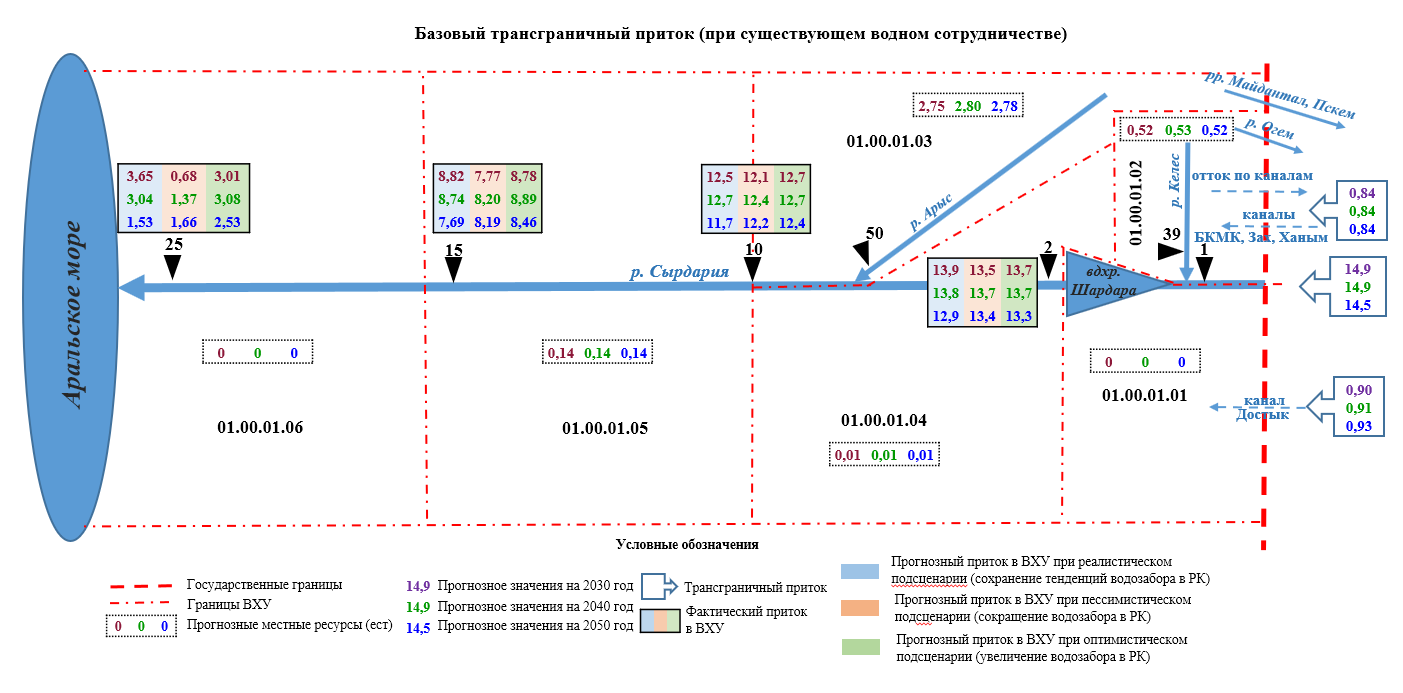 Базовый трансграничный приток (при существующем водном сотрудничестве)
рр. Майдантал, Пскем
2,75 2,80 2,78
0,52 0,53 0,52
р. Огем
01.00.01.03
01.00.01.02
р. Келес
отток по каналам
3,65 0,68 3,01
3,04 1,37 3,08
1,53 1,66 2,53
8,82 7,77 8,78
8,74 8,20 8,89
7,69 8,19 8,46
12,5 12,1 12,7
12,7 12,4 12,7
11,7 12,2 12,4
р. Арыс
0,84
0,84
0,84
каналы
БКМК, Зах, Ханым
25
15
10
50
2
39
1
Аральское море
р. Сырдария
13,9 13,5 13,7
13,8 13,7 13,7
12,9 13,4 13,3
вдхр.
Шардара
14,9
14,9
14,5
0 0 0
0,14 0,14 0,14
0 0 0
01.00.01.01
0,90
0,91
0,93
канал
Достык
01.00.01.06
01.00.01.05
01.00.01.04
0,01 0,01 0,01
Условные обозначения
Государственные границы
Границы ВХУ
0 0 0 Прогнозные местные ресурсы (ест)
14,9 Прогнозное значения на 2030 год
14,9 Прогнозное значения на 2040 год
14,5 Прогнозное значения на 2050 год
Трансграничный приток
Фактический приток
в ВХУ
Прогнозный приток в ВХУ при реалистическом
подсценарии (сохранение тенденций водозабора в РК)
Прогнозный приток в ВХУ при пессимистическом
подсценарии (сокращение водозабора в РК)
Прогнозный приток в ВХУ при оптимистическом
подсценарии (увеличение водозабора в РК)